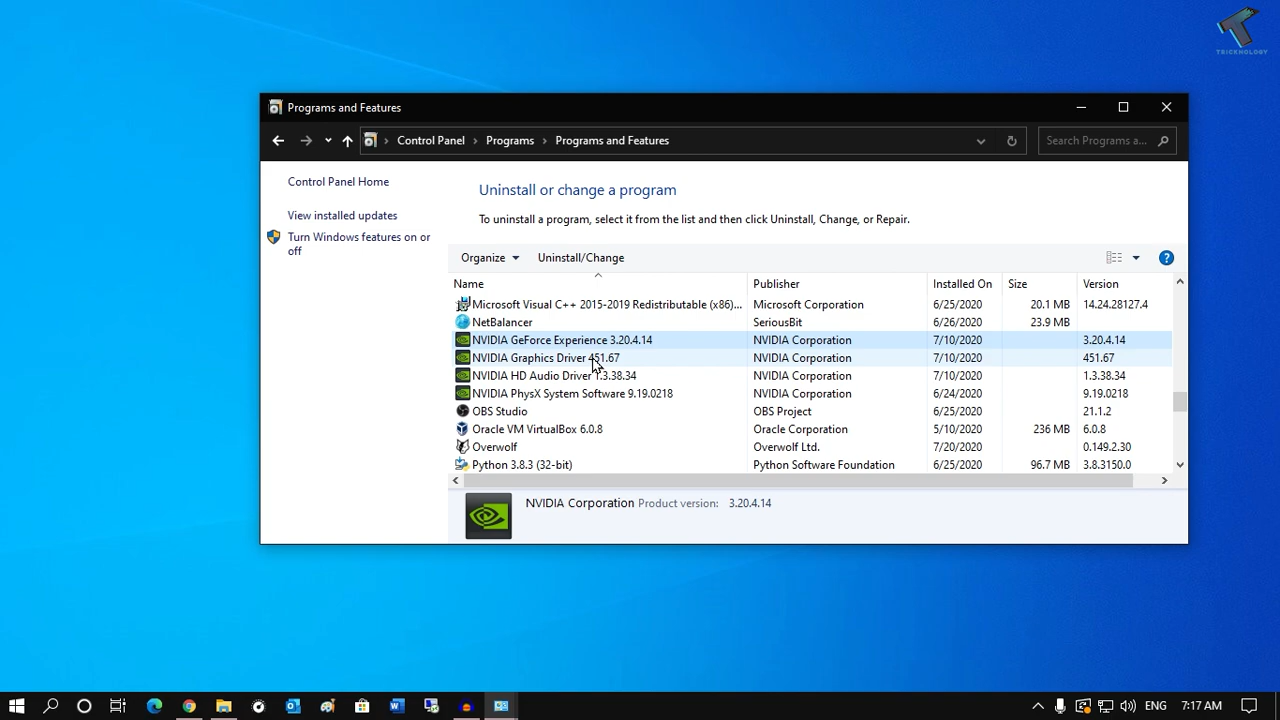 TRICKNOLOGY
Programs and Features
Control Panel > Programs > Programs and Features
Search Programs a...
Control Panel Home
View installed updates
Turn Windows features on or
off
Uninstall or change a program
To uninstall a program, select it from the list and then click Uninstall, Change, or Repair.
Organize Uninstall/Change
Name Publisher Installed On Size Version
Microsoft Visual C++ 2015-2019 Redistributable (x86)... Microsoft Corporation 6/25/2020 20.1 MB 14.24.28127.4
NetBalancer SeriousBit 6/26/2020 23.9 MB
NVIDIA GeForce Experience 3.20.4.14 NVIDIA Corporation 7/10/2020 3.20.4.14
NVIDIA Graphics Driver 451.67 NVIDIA Corporation 7/10/2020 451.67
NVIDIA HD Audio Driver 1.3.38.34 NVIDIA Corporation 7/10/2020 1.3.38.34
NVIDIA PhysX System Software 9.19.0218 NVIDIA Corporation 6/24/2020 9.19.0218
OBS Studio OBS Project 6/25/2020 21.1.2
Oracle VM VirtualBox 6.0.8 Oracle Corporation 5/10/2020 236 MB 6.0.8
Overwolf Overwolf Ltd. 7/20/2020 0.149.2.30
Python 3.8.3 (32-bit) Python Software Foundation 6/25/2020 96.7 MB 3.8.3150.0
NVIDIA Corporation Product version: 3.20.4.14
ENG 7:17 AM